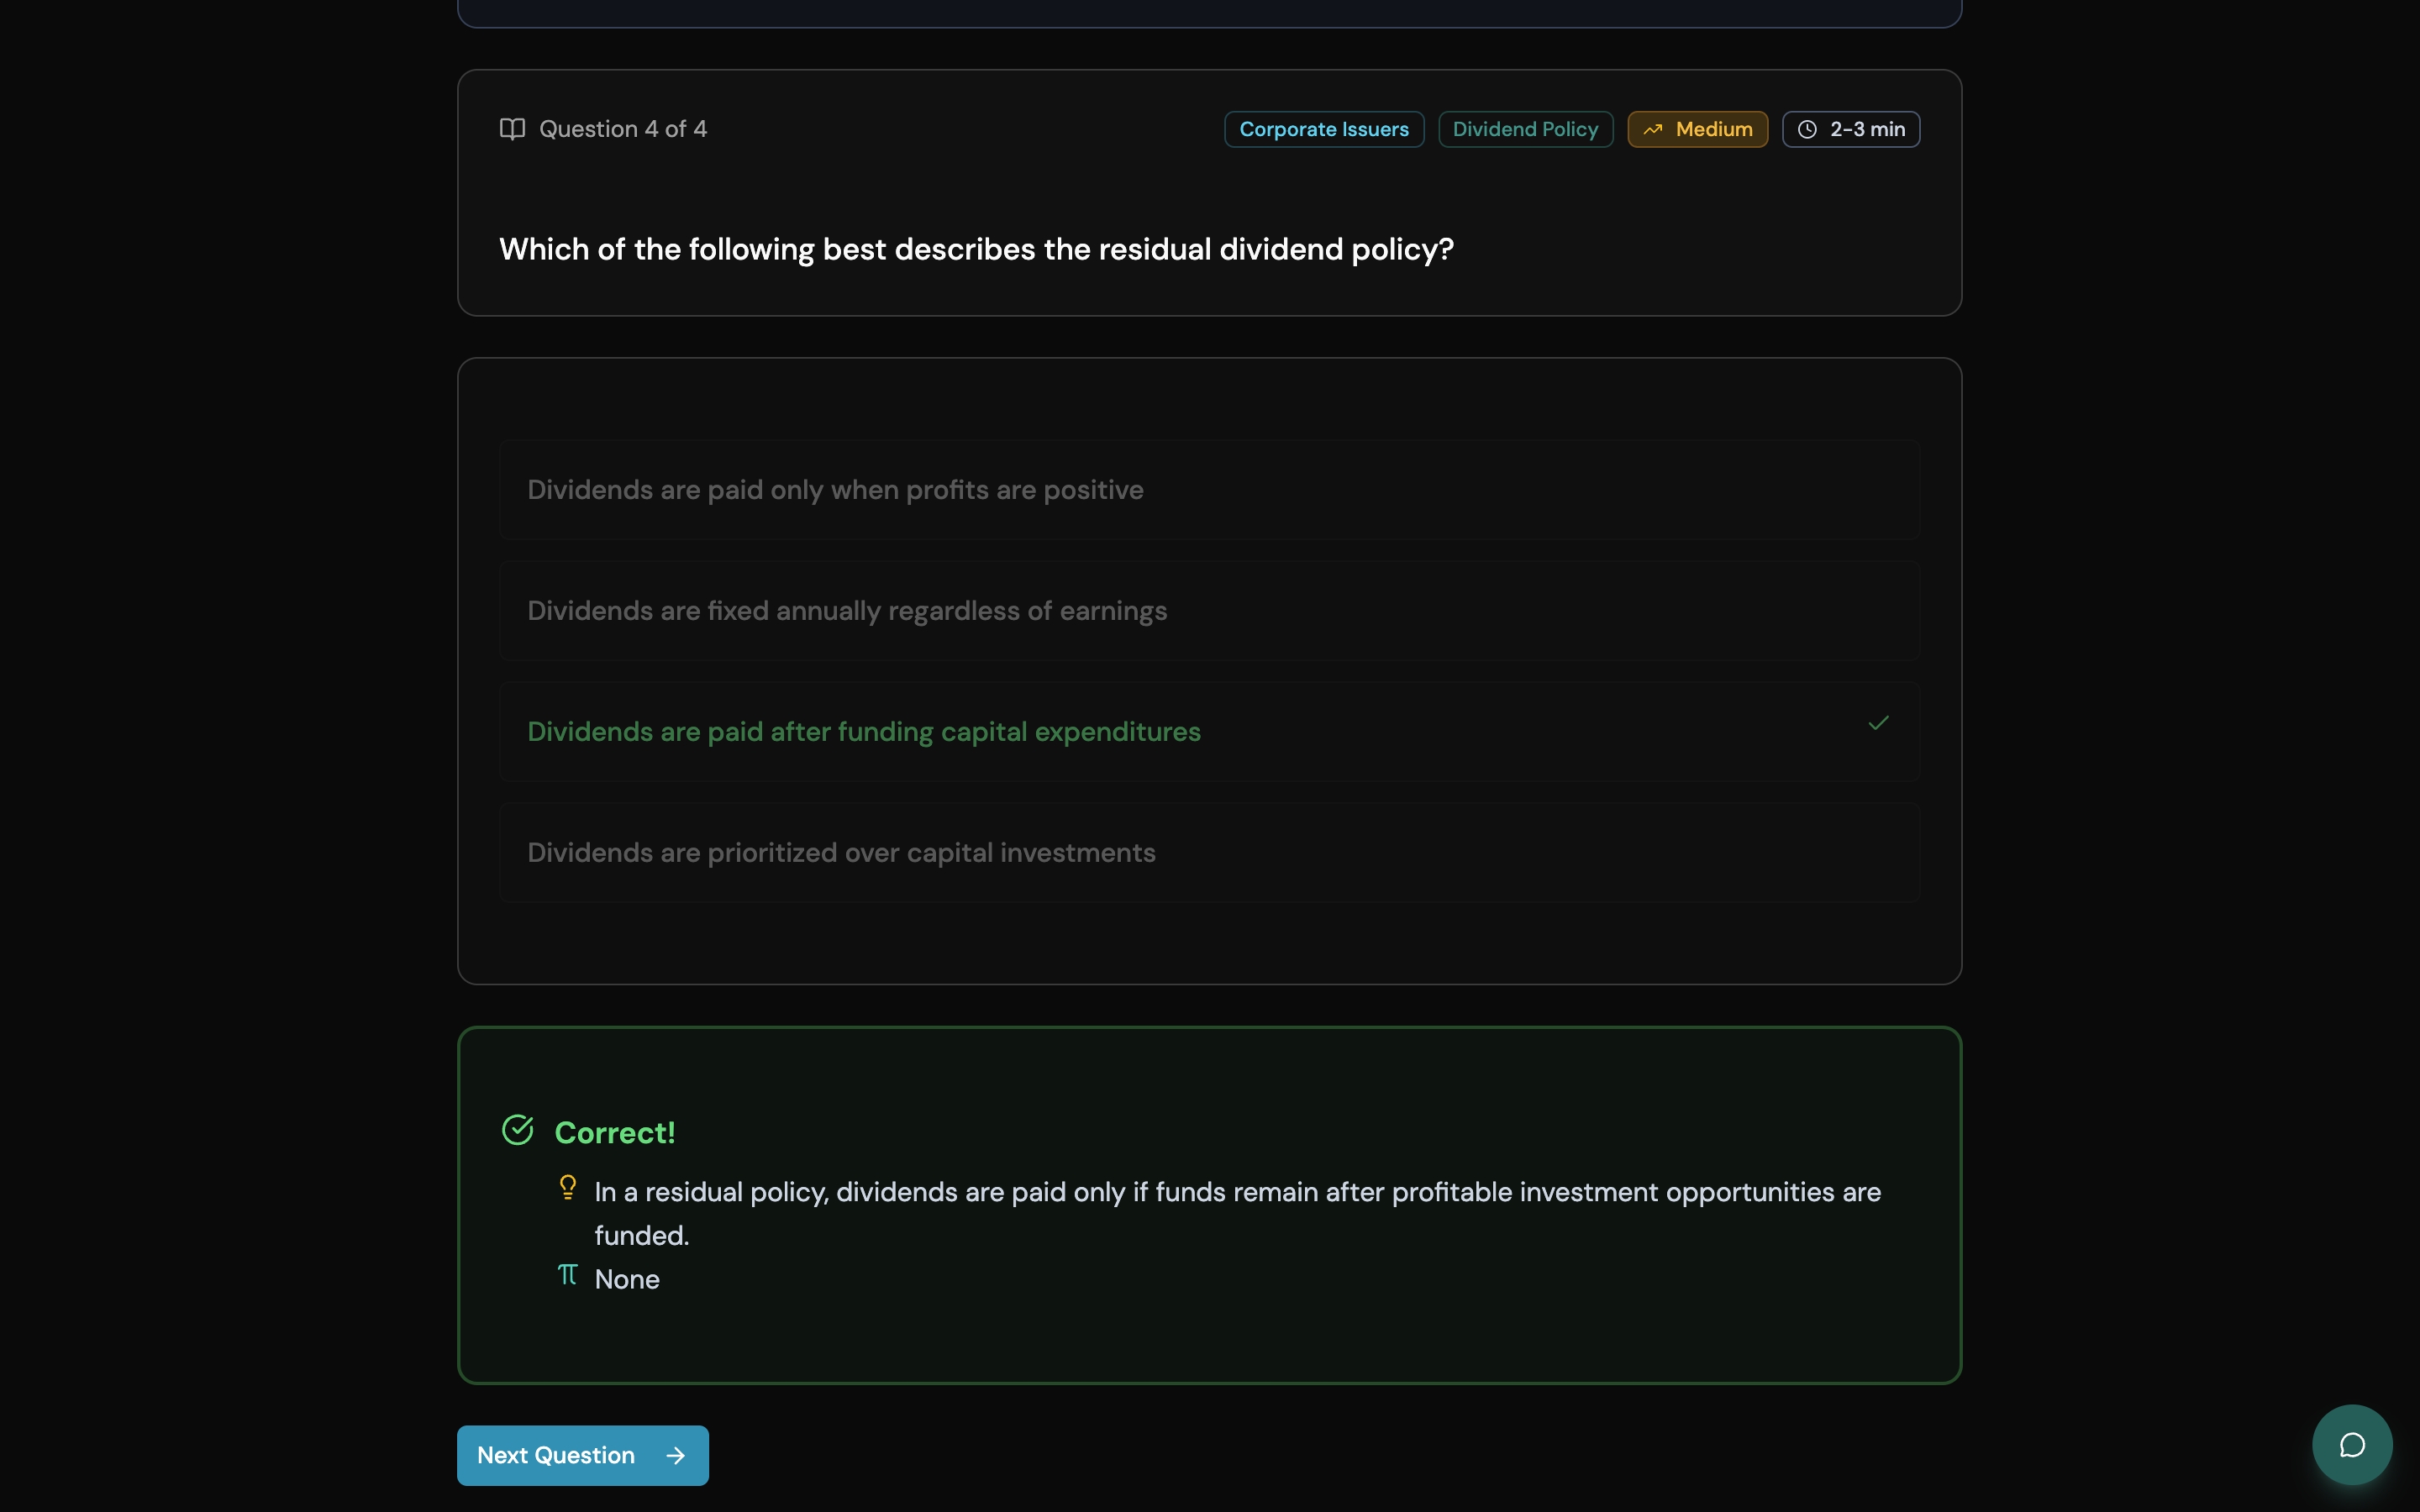 Question 4 of 4
Corporate Issuers
Dividend Policy
Medium
2-3 min
Which of the following best describes the residual dividend policy?
Dividends are paid only when profits are positive
Dividends are fixed annually regardless of earnings
Dividends are paid after funding capital expenditures
Dividends are prioritized over capital investments
Correct!
In a residual policy, dividends are paid only if funds remain after profitable investment opportunities are
funded.
π None
Next Question